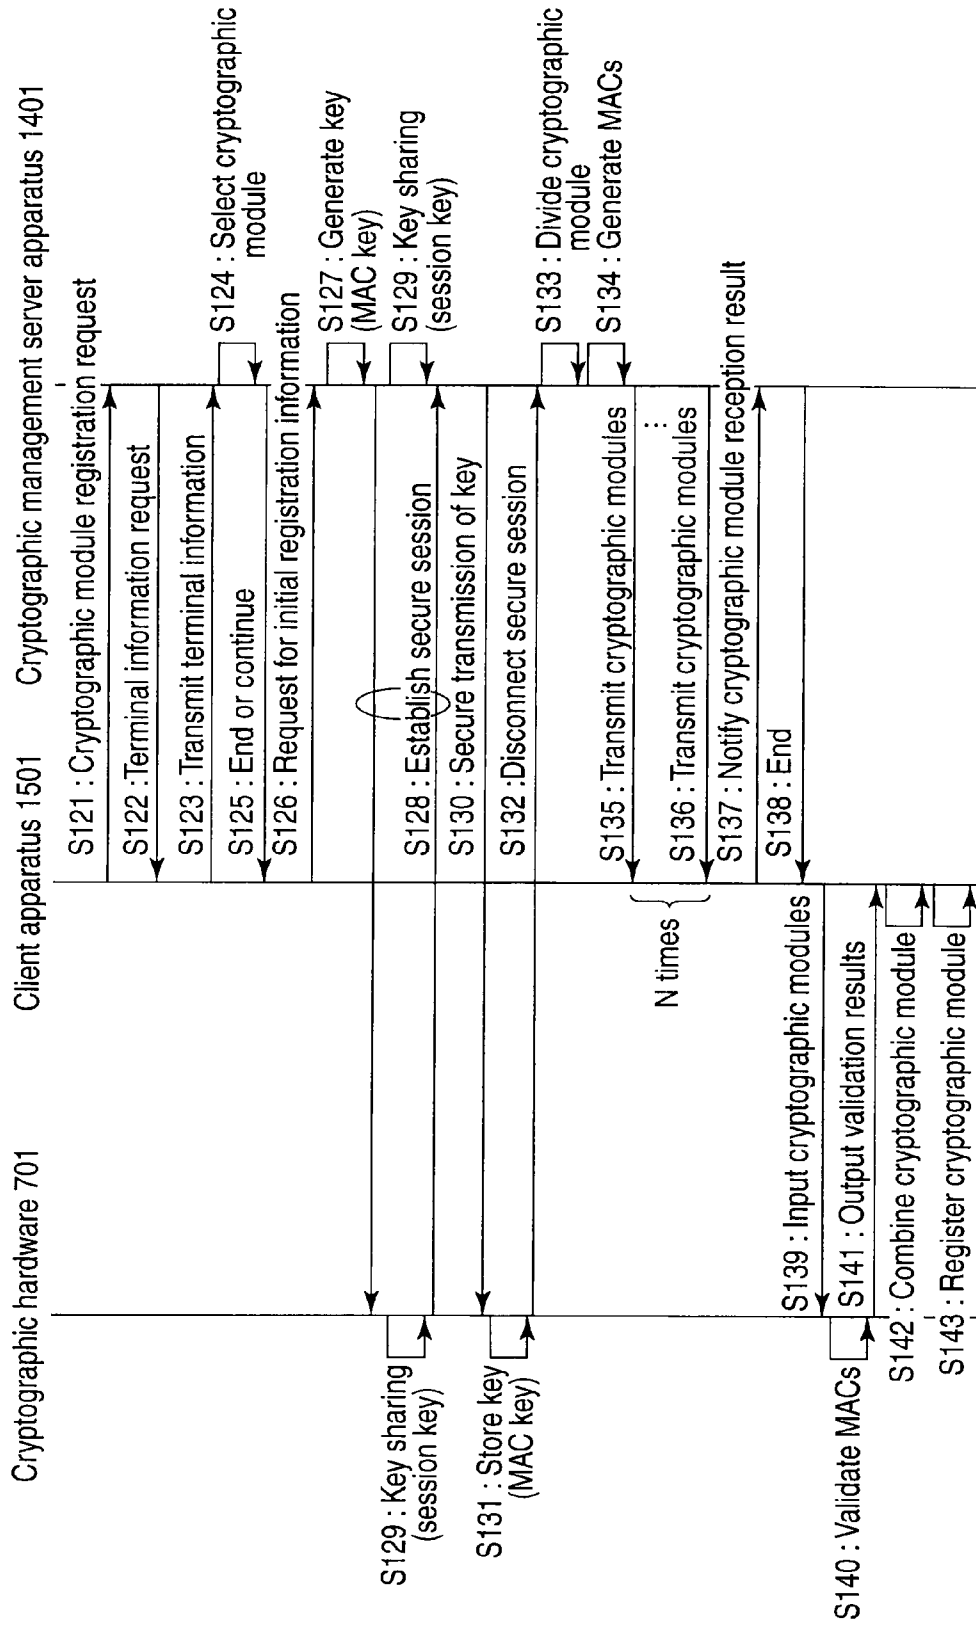 Cryptographic hardware 701
Client apparatus 1501
Cryptographic management server apparatus 1401
S121 : Cryptographic module registration request
S122 :Terminal information request
S123 : Transmit terminal information
S124 : Select cryptographic
module
S125 : End or continue
S126 : Request for initial registration information
S127 : Generate key
(MAC key)
S128 : Establish secure session
S129 : Key sharing
(session key)
S129 : Key sharing
(session key)
S130 : Secure transmission of key
S131 : Store key
(MAC key)
S132 :Disconnect secure session
S133 : Divide cryptographic
module
S134 : Generate MACs
S135 : Transmit cryptographic modules
N times
...
S136 : Transmit cryptographic modules
S137 : Notify cryptographic module reception result
S138 : End
S139 : Input cryptographic modules
S140 : Validate MACs
S141 : Output validation results
S142 : Combine cryptographic module
S143 : Register cryptographic module